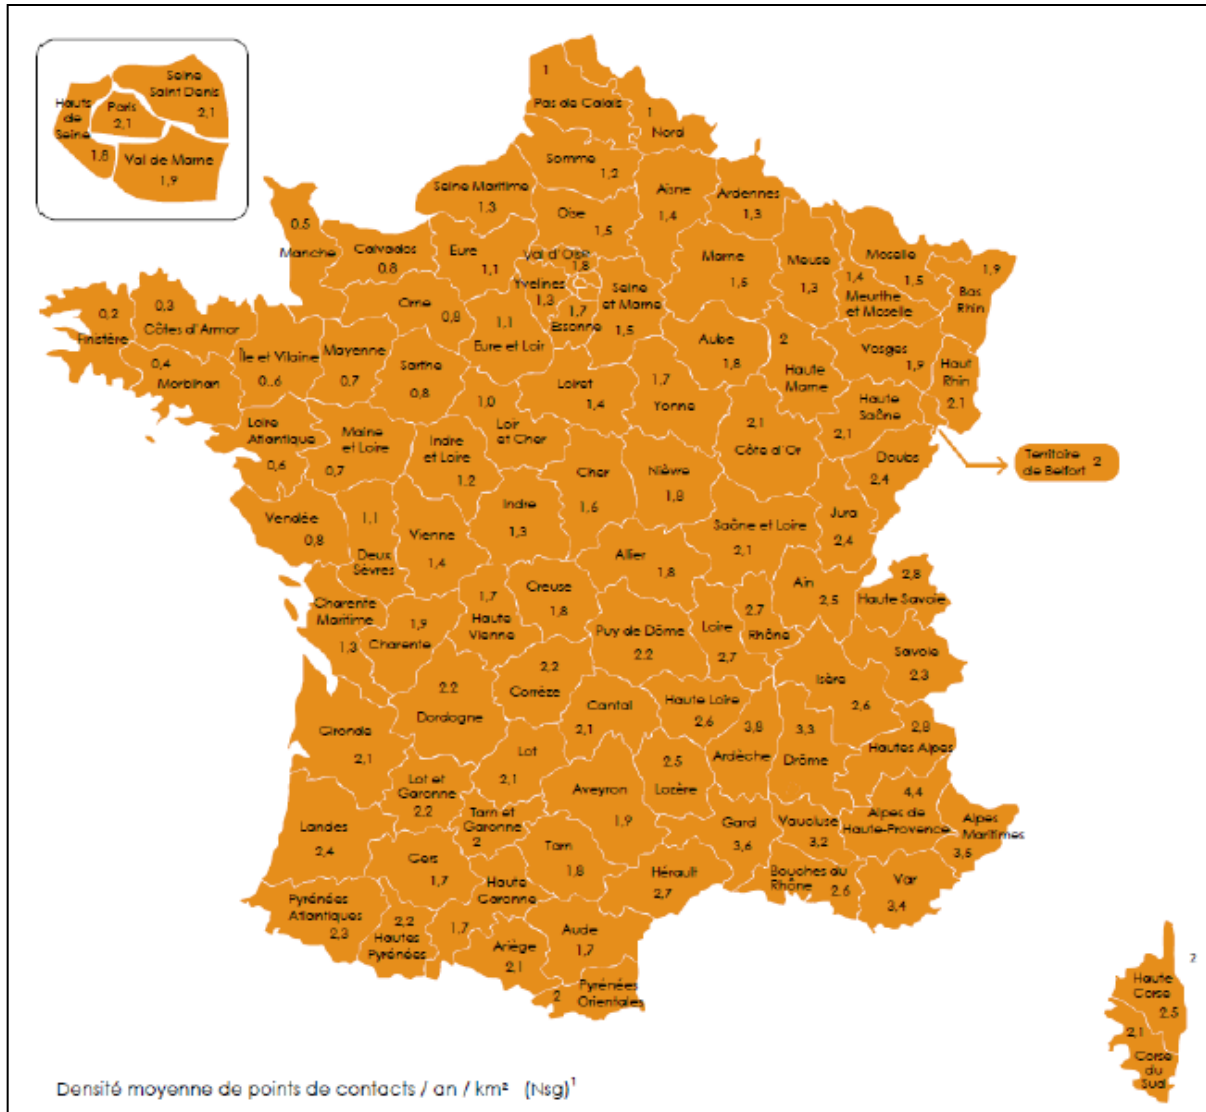 Seine
Saint Denis
2,1
Hauts
de
Seine
1,8
Paris
2,1
Val de Marne
1,9
1
Pas de Calais
1
Nord
Somme
1,2
Seine Maritime
1,3
Aisne
1,4
Ardennes
1,3
Oise
1,5
0.5
Manche
Calvados
0.8
Eure
1,1
Val d'Oise
1,8
Yvelines
1,3
Seine
et Marne
1,5
1,7
Essonne
Marne
1,5
Meuse
1,3
Moselle
1,5
1,4
Meurthe
et Moselle
1,9
Bas
Rhin
0,2
Finistère
0,3
Côtes d'Armor
0,4
Morbihan
Île et Vilaine
0..6
Mayenne
0,7
Orne
0,8
Sarthe
0,8
1,1
Eure et Loir
Aube
1,8
2
Haute
Marne
Vosges
1,9
Haut
Rhin
2,1
Loiret
1,4
1,7
Yonne
1,0
Loir
et Cher
Haute
Saône
2,1
Loire
Atlantique
0,6
Maine
et Loire
0,7
Indre
et Loire
1.2
Cher
1,6
Nièvre
1,8
2,1
Côte d'Or
Doubs
2,4
Territoire
de Belfort 2
Vendée
0,8
1,1
Deux
Sèvres
Vienne
1,4
Indre
1,3
Allier
1,8
Saône et Loire
2,1
Jura
2,4
Charente
Maritime
1,3
1,9
Charente
1,7
Haute
Vienne
Creuse
1,8
Puy de Dôme
2.2
Loire
2,7
2.7
Rhône
Ain
2,5
2,8
Haute Savoie
Savoie
2.3
2.2
Dordogne
2,2
Corrèze
Cantal
2,1
Haute Loire
2.6
3,8
Ardèche
3,3
Drôme
Isère
2,6
2,8
Hautes Alpes
Gironde
2,1
Lot et
Garonne
2.2
Lot
2,1
Aveyron
1,9
2.5
Lozère
4,4
Alpes de
Haute-Provence
Alpes
Maritimes
3,5
Landes
2,4
Gers
1,7
Tarn et
Garonne
2
Tarn
1,8
Gard
3,6
Vaucluse
3,2
Hérault
2,7
Bouches du
Rhône
2.6
Var
3,4
Pyrénées
Atlantiques
2,3
2,2
Hautes
Pyrénées
Haute
Garonne
1,7
Ariège
2,1
Aude
1,7
2
Pyrénées
Orientales
2
Haute
Corse
2.5
2,1
Corse
du
Sud
Densité moyenne de points de contacts / an / km² (Nsg)¹